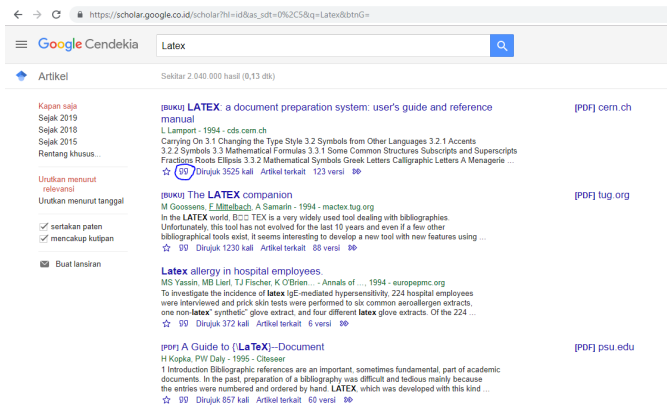 https://scholar.google.co.id/scholar?hl=id&as_sdt=0%2C5&q=Latex&btnG=
Google Cendekia
Latex
Artikel
Sekitar 2.040.000 hasil (0,13 dtk)
Kapan saja
Sejak 2019
Sejak 2018
Sejak 2015
Rentang khusus...
Urutkan menurut
relevansi
Urutkan menurut tanggal
sertakan paten
mencakup kutipan
Buat lansiran
[BUKU] LATEX: a document preparation system: user's guide and reference
manual
L Lamport - 1994 - cds.cern.ch
Carrying On 3.1 Changing the Type Style 3.2 Symbols from Other Languages 3.2.1 Accents
3.2.2 Symbols 3.3 Mathematical Formulas 3.3.1 Some Common Structures Subscripts and Superscripts
Fractions Roots Ellipsis 3.3.2 Mathematical Symbols Greek Letters Calligraphic Letters A Menagerie ...
Dirujuk 3525 kali Artikel terkait 123 versi
[PDF] cern.ch
[BUKU] The LATEX companion
M Goossens, F Mittelbach, A Samarin - 1994 - mactex.tug.org
In the LATEX world, B□□ TEX is a very widely used tool dealing with bibliographies.
Unfortunately, this tool has not evolved for the last 10 years and even if a few other
bibliographical tools exist, it seems interesting to develop a new tool with new features using ...
Dirujuk 1230 kali Artikel terkait 88 versi
[PDF] tug.org
Latex allergy in hospital employees.
MS Yassin, MB Lierl, TJ Fischer, K O'Brien... - Annals of ..., 1994 - europepmc.org
To investigate the incidence of latex IgE-mediated hypersensitivity, 224 hospital employees
were interviewed and prick skin tests were performed to six common aeroallergen extracts,
one non-latex" synthetic" glove extract, and four different latex glove extracts. Of the 224 ...
Dirujuk 372 kali Artikel terkait 6 versi
[PDF] A Guide to {\LaTeX}--Document
H Kopka, PW Daly - 1995 - Citeseer
1 Introduction Bibliographic references are an important, sometimes fundamental, part of academic
documents. In the past, preparation of a bibliography was difficult and tedious mainly because
the entries were numbered and ordered by hand. LATEX, which was developed with this kind ...
Dirujuk 857 kali Artikel terkait 60 versi
[PDF] psu.edu